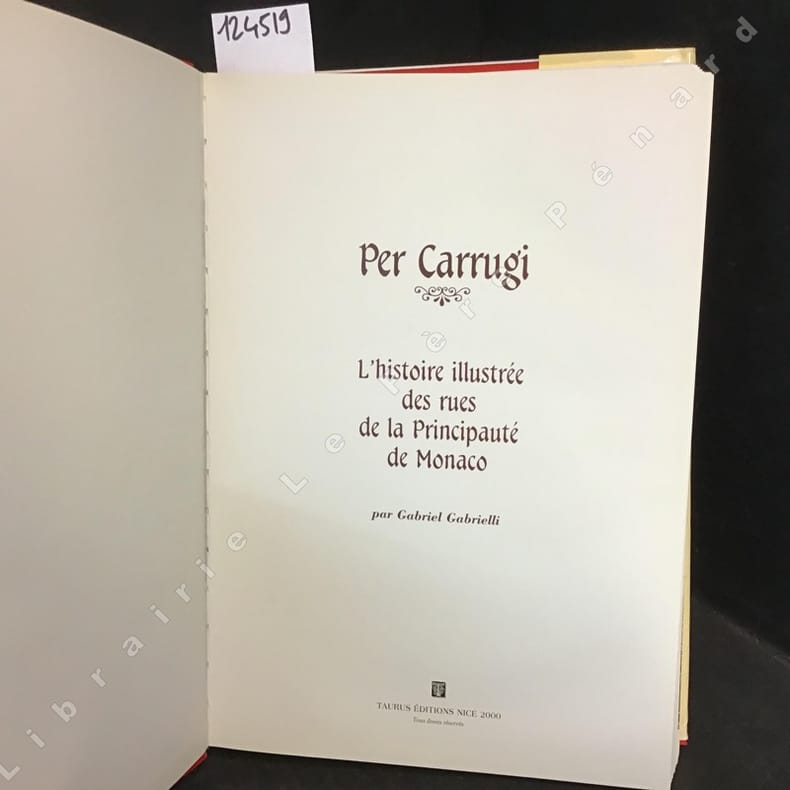 124519
Per Carrugi
L'histoire illustrée
des rues
de la Principauté
de Monaco
par Gabriel Gabrielli
TAURUS ÉDITIONS NICE 2000
Tous droits réservés
Librairie Le Père Pénard